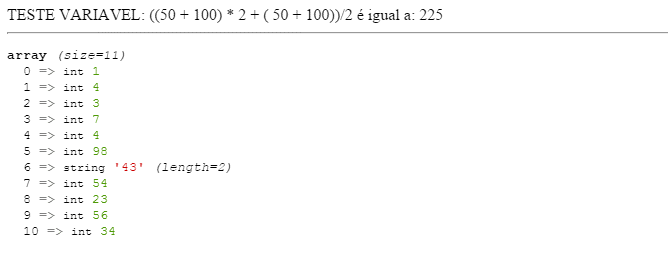 TESTE VARIAVEL: ((50 + 100) * 2 + ( 50 + 100))/2 é igual a: 225
array (size=11)
0 => int 1
1 => int 4
2 => int 3
3 => int 7
4 => int 4
5 => int 98
6 => string '43' (length=2)
7 => int 54
8 => int 23
9 => int 56
10 => int 34